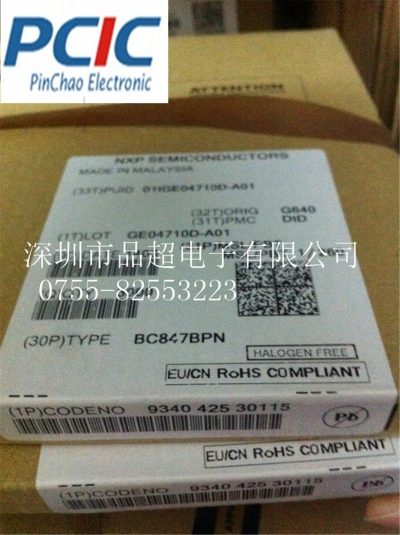 PCIC
PinChao Electronic
ATTENTION
NXP SEMICONDUCTORS
MADE IN MALAYSIA
(33T)PUID 01tGE04710D-A01
(32T)ORIG G640
(31T)PMC DtD
(1T)LOT GE04710D-A01
深圳市品超电子有限公司
0755-82553223
(30P)TYPE BC847BPN
HALOGEN FREE
EU/CN RoHS COMPLIANT
(1P)CODENO 9340 425 30115
Pb
EU/CN RoHS COMPLIANT
(1P)CODENO 9340 425 30115
Pb